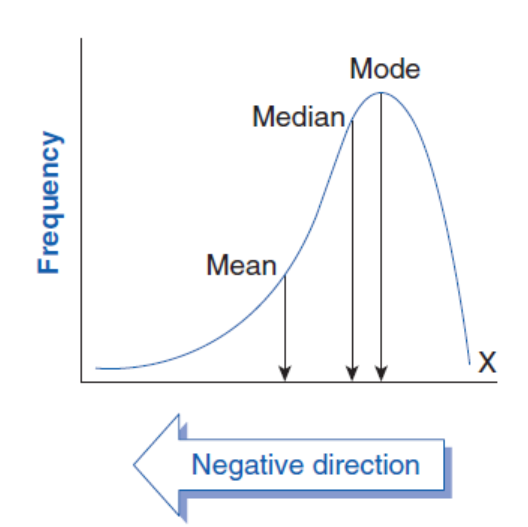 Mode
Median
Frequency
Mean
X
Negative direction